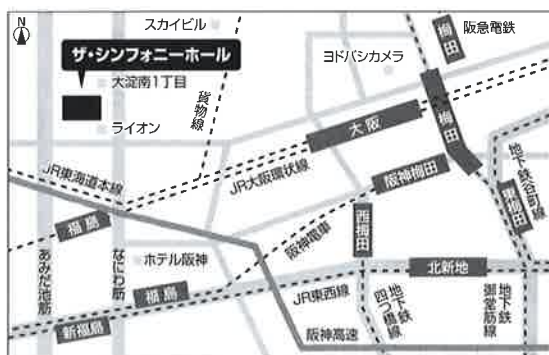 N
スカイビル
梅田
阪急電鉄
ザ・シンフォニーホール
ヨドバシカメラ
大淀南1丁目
貨物線
ライオン
大阪
梅田
地下鉄谷町線
JR東海道本線
JR大阪環状線
阪神梅田
東梅田
福島
西梅田
阪神電車
あみだ池筋
なにわ筋
ホテル阪神
北新地
福島
JR東西線
地下鉄
四つ橋線
地下鉄
御堂筋線
新福島
阪神高速